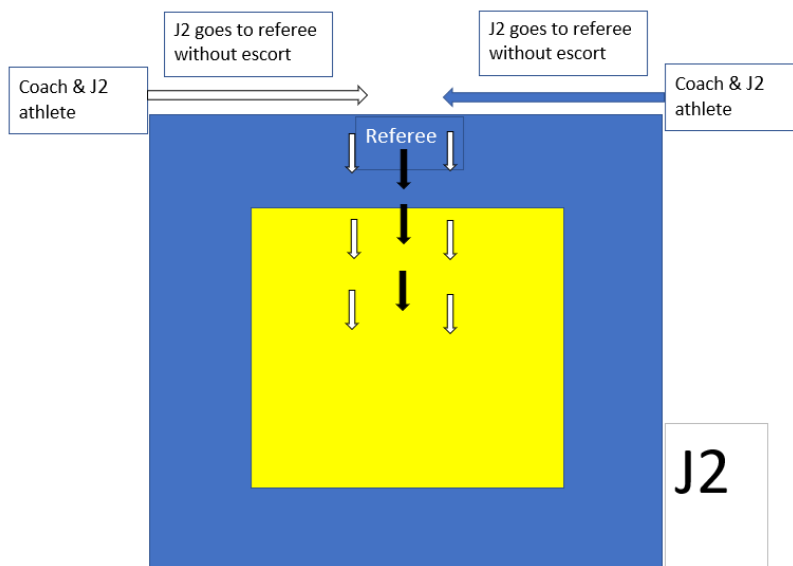 J2 goes to referee
without escort
J2 goes to referee
without escort
Coach & J2
athlete
Coach & J2
athlete
Referee
J2